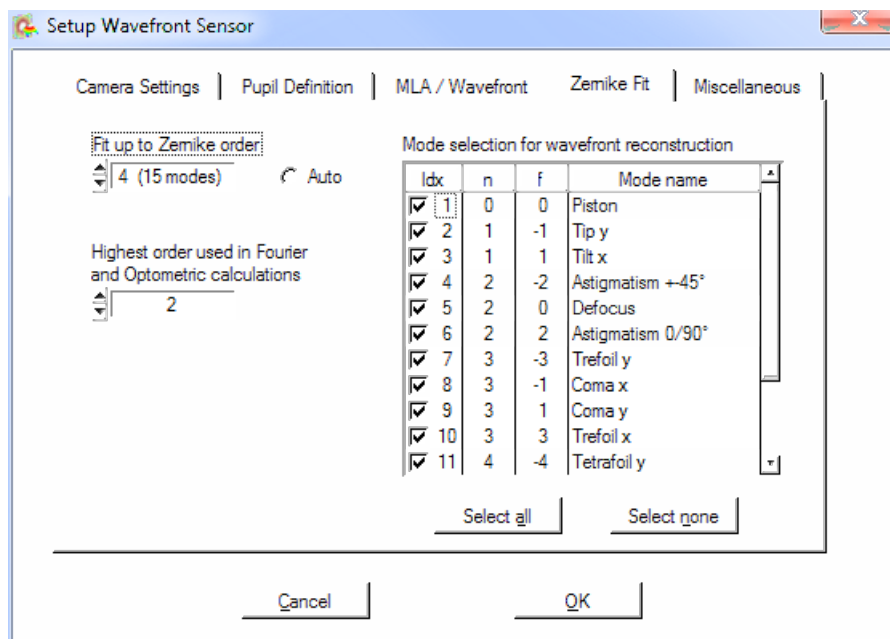 Setup Wavefront Sensor
Camera Settings Pupil Definition MLA / Wavefront Zernike Fit Miscellaneous
Fit up to Zernike order
4 (15 modes) Auto
Highest order used in Fourier
and Optometric calculations
2
Mode selection for wavefront reconstruction
Idx n f Mode name
1 0 0 Piston
2 1 -1 Tip y
3 1 1 Tilt x
4 2 -2 Astigmatism +-45°
5 2 0 Defocus
6 2 2 Astigmatism 0/90°
7 3 -3 Trefoil y
8 3 -1 Coma x
9 3 1 Coma y
10 3 3 Trefoil x
11 4 -4 Tetrafoil y
Select all Select none
Cancel OK